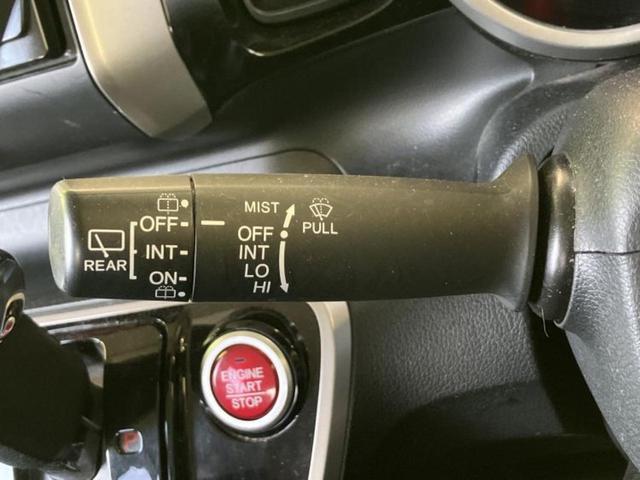 OFF
INT
ON
REAR
MIST
OFF
INT
LO
HI
PULL
ENGINE
START
STOP